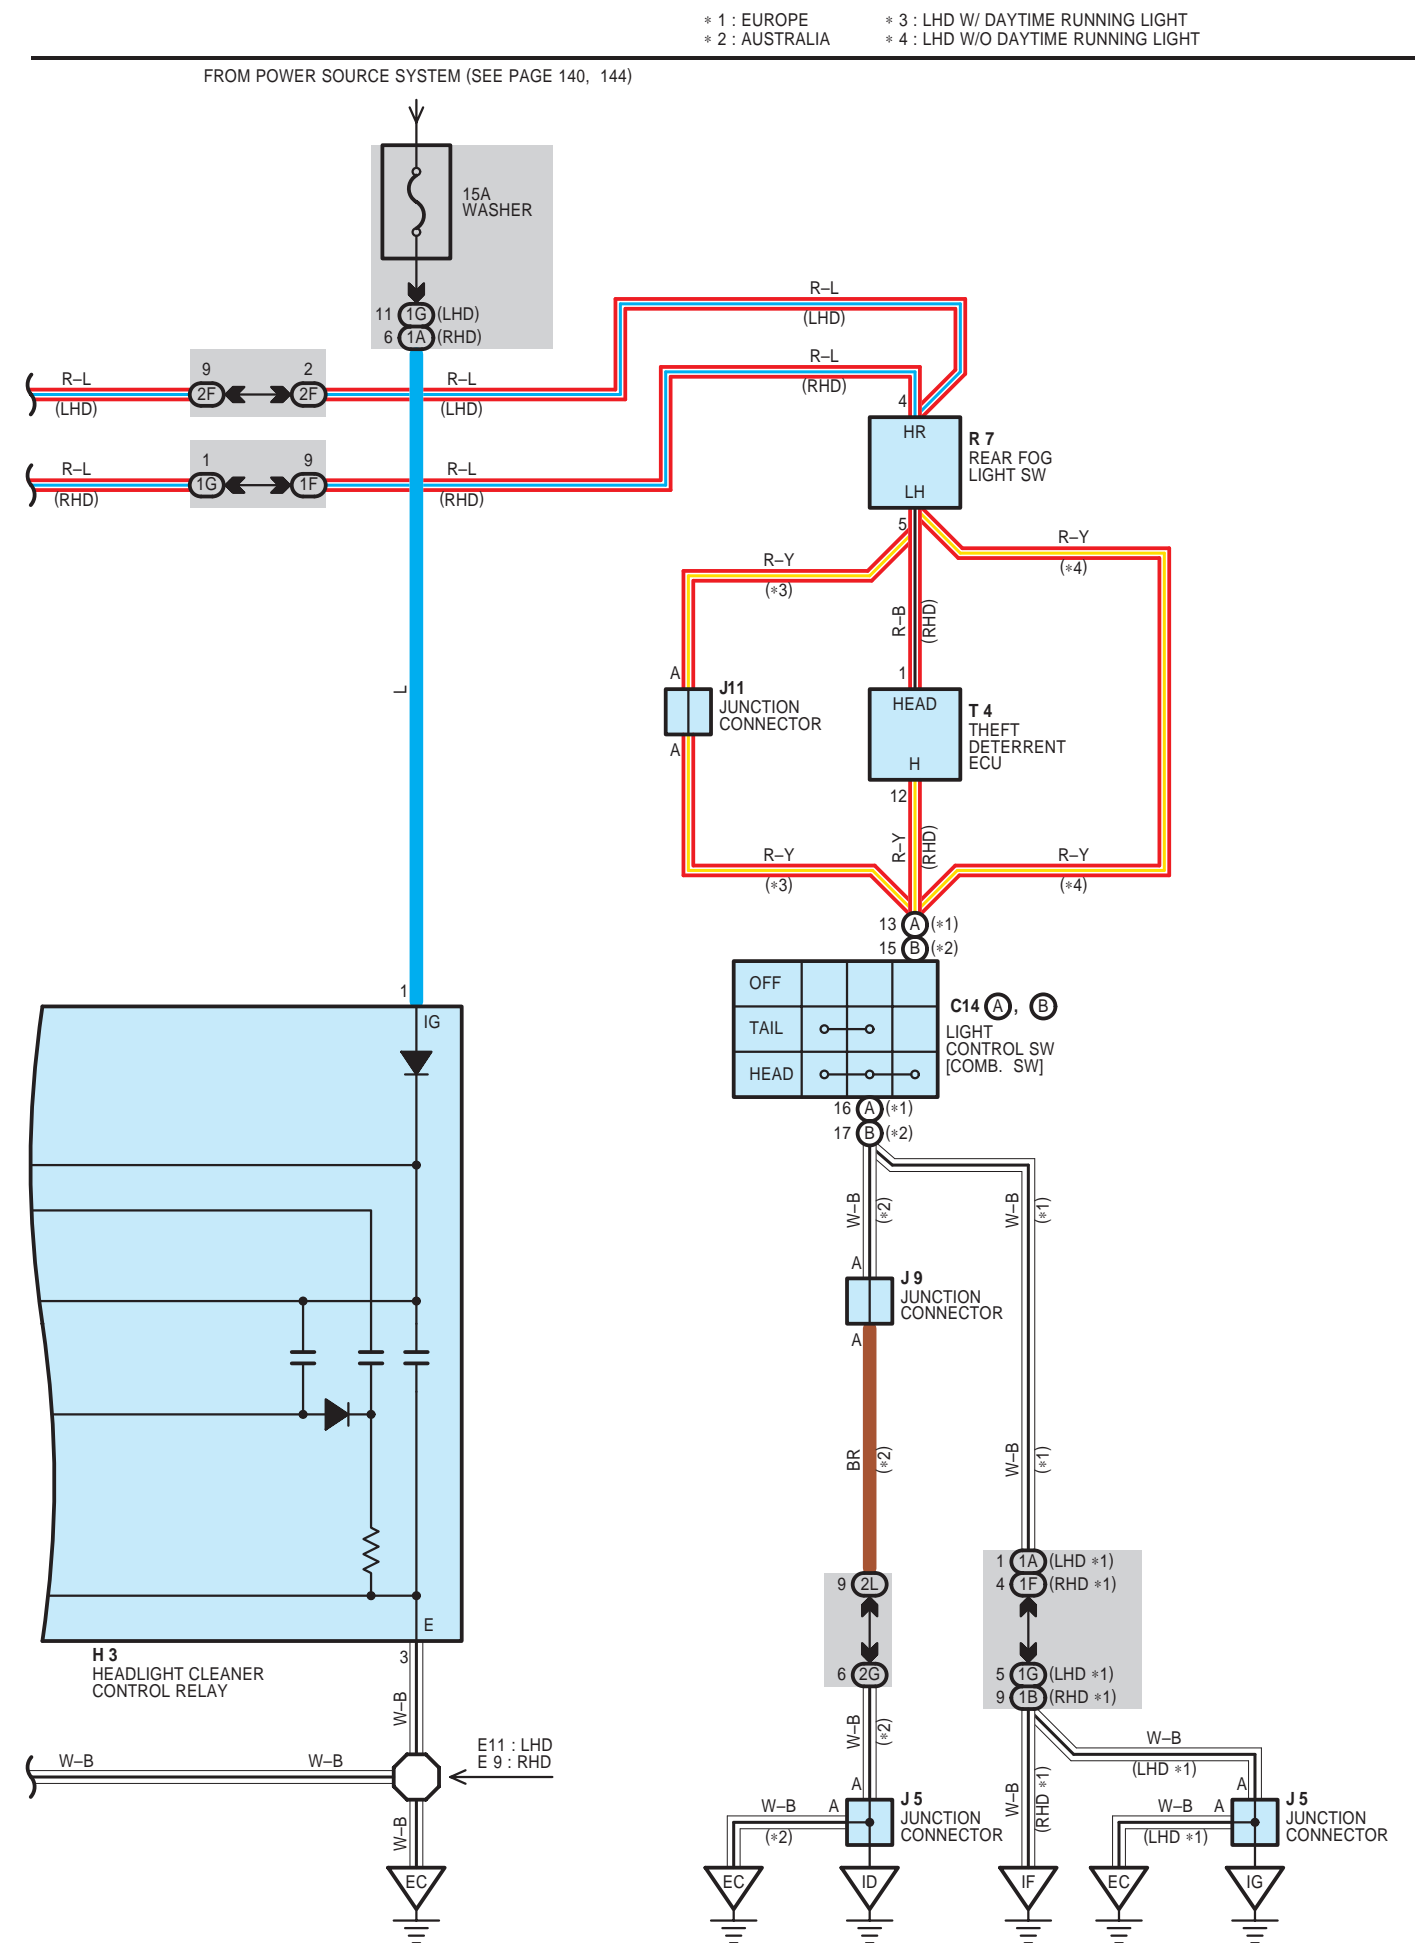 ∗ 1 : EUROPE ∗ 3 : LHD W/ DAYTIME RUNNING LIGHT
∗ 2 : AUSTRALIA ∗ 4 : LHD W/O DAYTIME RUNNING LIGHT
FROM POWER SOURCE SYSTEM (SEE PAGE 140, 144)
15A
WASHER
11 1G (LHD)
6 1A (RHD)
R–L
(LHD)
R–L
(RHD)
R–L
(LHD)
9
2F
2
2F
R–L
(LHD)
R–L
(RHD)
1
1G
9
1F
R–L
(RHD)
4
HR
LH
5
R 7
REAR FOG
LIGHT SW
R–Y
(∗3)
R–Y
(∗4)
R–B
(RHD)
L
A
J11
JUNCTION
CONNECTOR
A
1
HEAD
H
12
T 4
THEFT
DETERRENT
ECU
R–Y
(∗3)
R–Y
(RHD)
R–Y
(∗4)
13 A (∗1)
15 B (∗2)
OFF
TAIL
HEAD
C14 A , B
LIGHT
CONTROL SW
[COMB. SW]
16 A (∗1)
17 B (∗2)
1
IG
E
3
H 3
HEADLIGHT CLEANER
CONTROL RELAY
W–B
(∗2)
W–B
(∗1)
A
J 9
JUNCTION
CONNECTOR
A
BR
(∗2)
W–B
(∗1)
9 2L
6 2G
1 1A (LHD ∗1)
4 1F (RHD ∗1)
5 1G (LHD ∗1)
9 1B (RHD ∗1)
W–B
W–B
W–B
E11 : LHD
E 9 : RHD
W–B
EC
W–B
(∗2)
A
W–B A
(∗2)
J 5
JUNCTION
CONNECTOR
EC
ID
W–B
(RHD ∗1)
IF
W–B
(LHD ∗1)
A
W–B A
(LHD ∗1)
J 5
JUNCTION
CONNECTOR
EC
IG